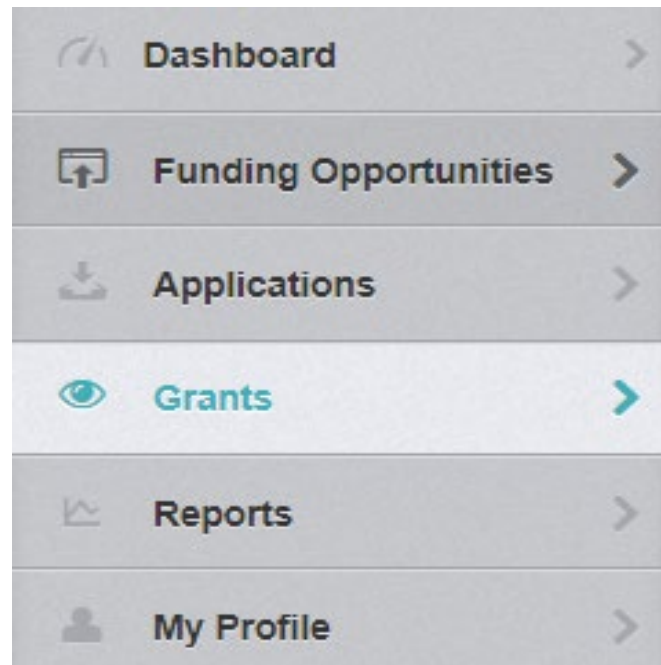 Dashboard
Funding Opportunities
Applications
Grants
Reports
My Profile